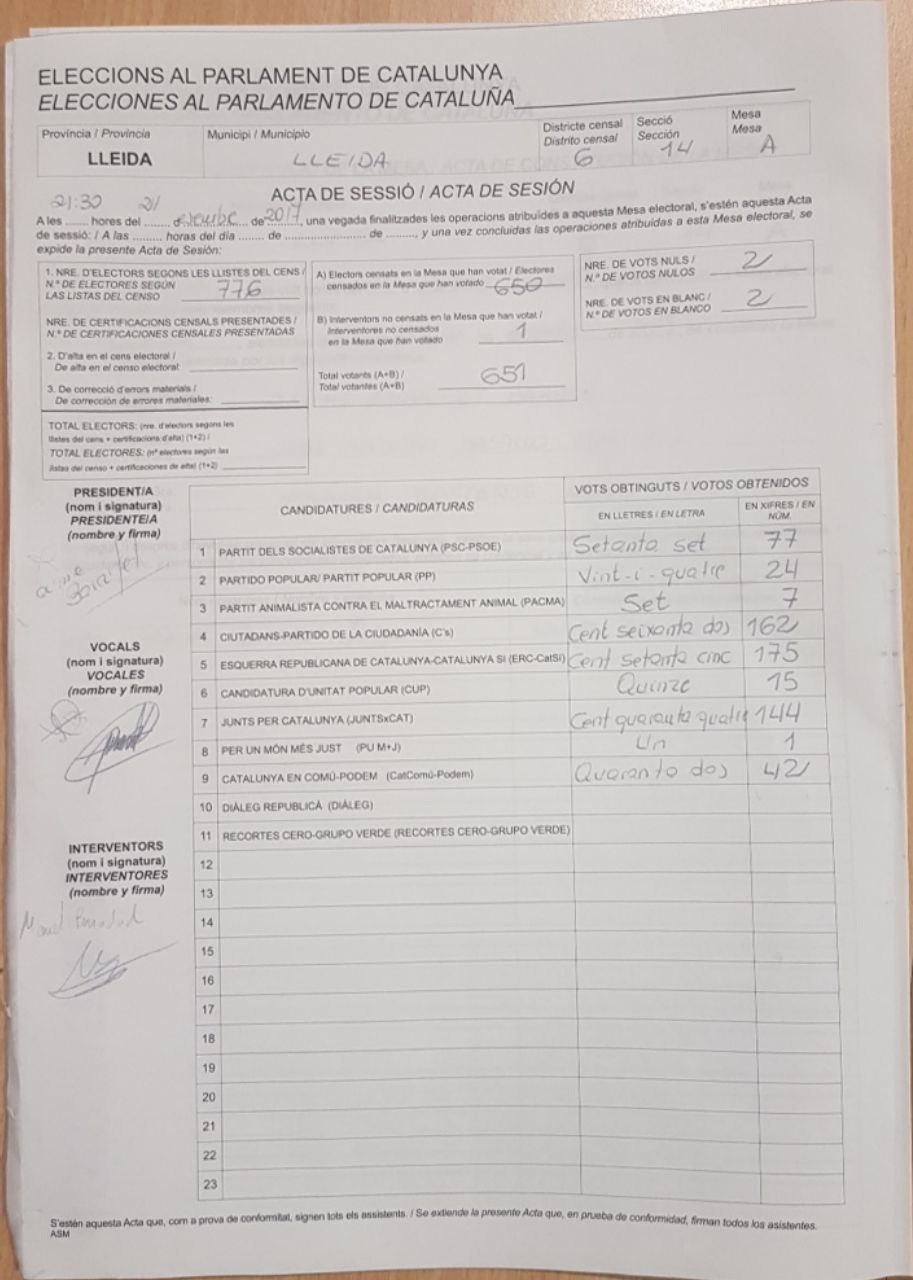 ELECCIONS AL PARLAMENT DE CATALUNYA
ELECCIONES AL PARLAMENTO DE CATALUÑA
Província / Provincia
LLEIDA
Municipi / Municipio
LLEIDA
Districte censal
Distrito censal
6
Secció
Sección
14
Mesa
Mesa
A
ACTA DE SESSIÓ / ACTA DE SESIÓN
21:30 21
A les ........ hores del ....... de ......... de 2017, una vegada finalitzades les operacions atribuides a aquesta Mesa electoral, s'estén aquesta Acta
de sessió: / A las ......... horas del día ....... de ...................... de ........, y una vez concluidas las operaciones atribuidas a esta Mesa electoral, se
expide la presente Acta de Sesión:
1. NRE. D'ELECTORS SEGONS LES LLISTES DEL CENS /
N.º DE ELECTORES SEGÚN
LAS LISTAS DEL CENSO 776
NRE. DE CERTIFICACIONS CENSALS PRESENTADES /
N.º DE CERTIFICACIONES CENSALES PRESENTADAS
2. D'alta en el cens electoral /
De alta en el censo electoral:
3. De correcció d'errors materials /
De corrección de errores materiales:
TOTAL ELECTORS: (nre. d'electors segons les
llistes del cens + certificacions d'alta) (1+2) /
TOTAL ELECTORES: (nº electores según las
listas del censo + certificaciones de alta) (1+2)
A) Electors censats en la Mesa que han votat / Electores
censados en la Mesa que han votado 650
B) Interventors no censats en la Mesa que han votat /
Interventores no censados
en la Mesa que han votado 1
Total votants (A+B) /
Total votantes (A+B) 651
NRE. DE VOTS NULS /
N.º DE VOTOS NULOS 2
NRE. DE VOTS EN BLANC /
N.º DE VOTOS EN BLANCO 2
PRESIDENT/A
(nom i signatura)
PRESIDENTE/A
(nombre y firma)
VOCALS
(nom i signatura)
VOCALES
(nombre y firma)
INTERVENTORS
(nom i signatura)
INTERVENTORES
(nombre y firma)
CANDIDATURES / CANDIDATURAS
VOTS OBTINGUTS / VOTOS OBTENIDOS
EN LLETRES / EN LETRA
EN XIFRES / EN
NÚM.
1 PARTIT DELS SOCIALISTES DE CATALUNYA (PSC-PSOE) Setanta set 77
2 PARTIDO POPULAR/ PARTIT POPULAR (PP) Vint-i-quatre 24
3 PARTIT ANIMALISTA CONTRA EL MALTRACTAMENT ANIMAL (PACMA) Set 7
4 CIUTADANS-PARTIDO DE LA CIUDADANÍA (C's) Cent seixanta dos 162
5 ESQUERRA REPUBLICANA DE CATALUNYA-CATALUNYA SÍ (ERC-CatSí) Cent setanta cinc 175
6 CANDIDATURA D'UNITAT POPULAR (CUP) Quinze 15
7 JUNTS PER CATALUNYA (JUNTSxCAT) Cent quaranta quatre 144
8 PER UN MÓN MÉS JUST (PU M+J) Un 1
9 CATALUNYA EN COMÚ-PODEM (CatComú-Podem) Quaranta dos 42
10 DIÀLEG REPUBLICÀ (DIÀLEG)
11 RECORTES CERO-GRUPO VERDE (RECORTES CERO-GRUPO VERDE)
12
13
14
15
16
17
18
19
20
21
22
23
S'estén aquesta Acta que, com a prova de conformitat, signen tots els assistents. / Se extiende la presente Acta que, en prueba de conformidad, firman todos los asistentes.
ASM